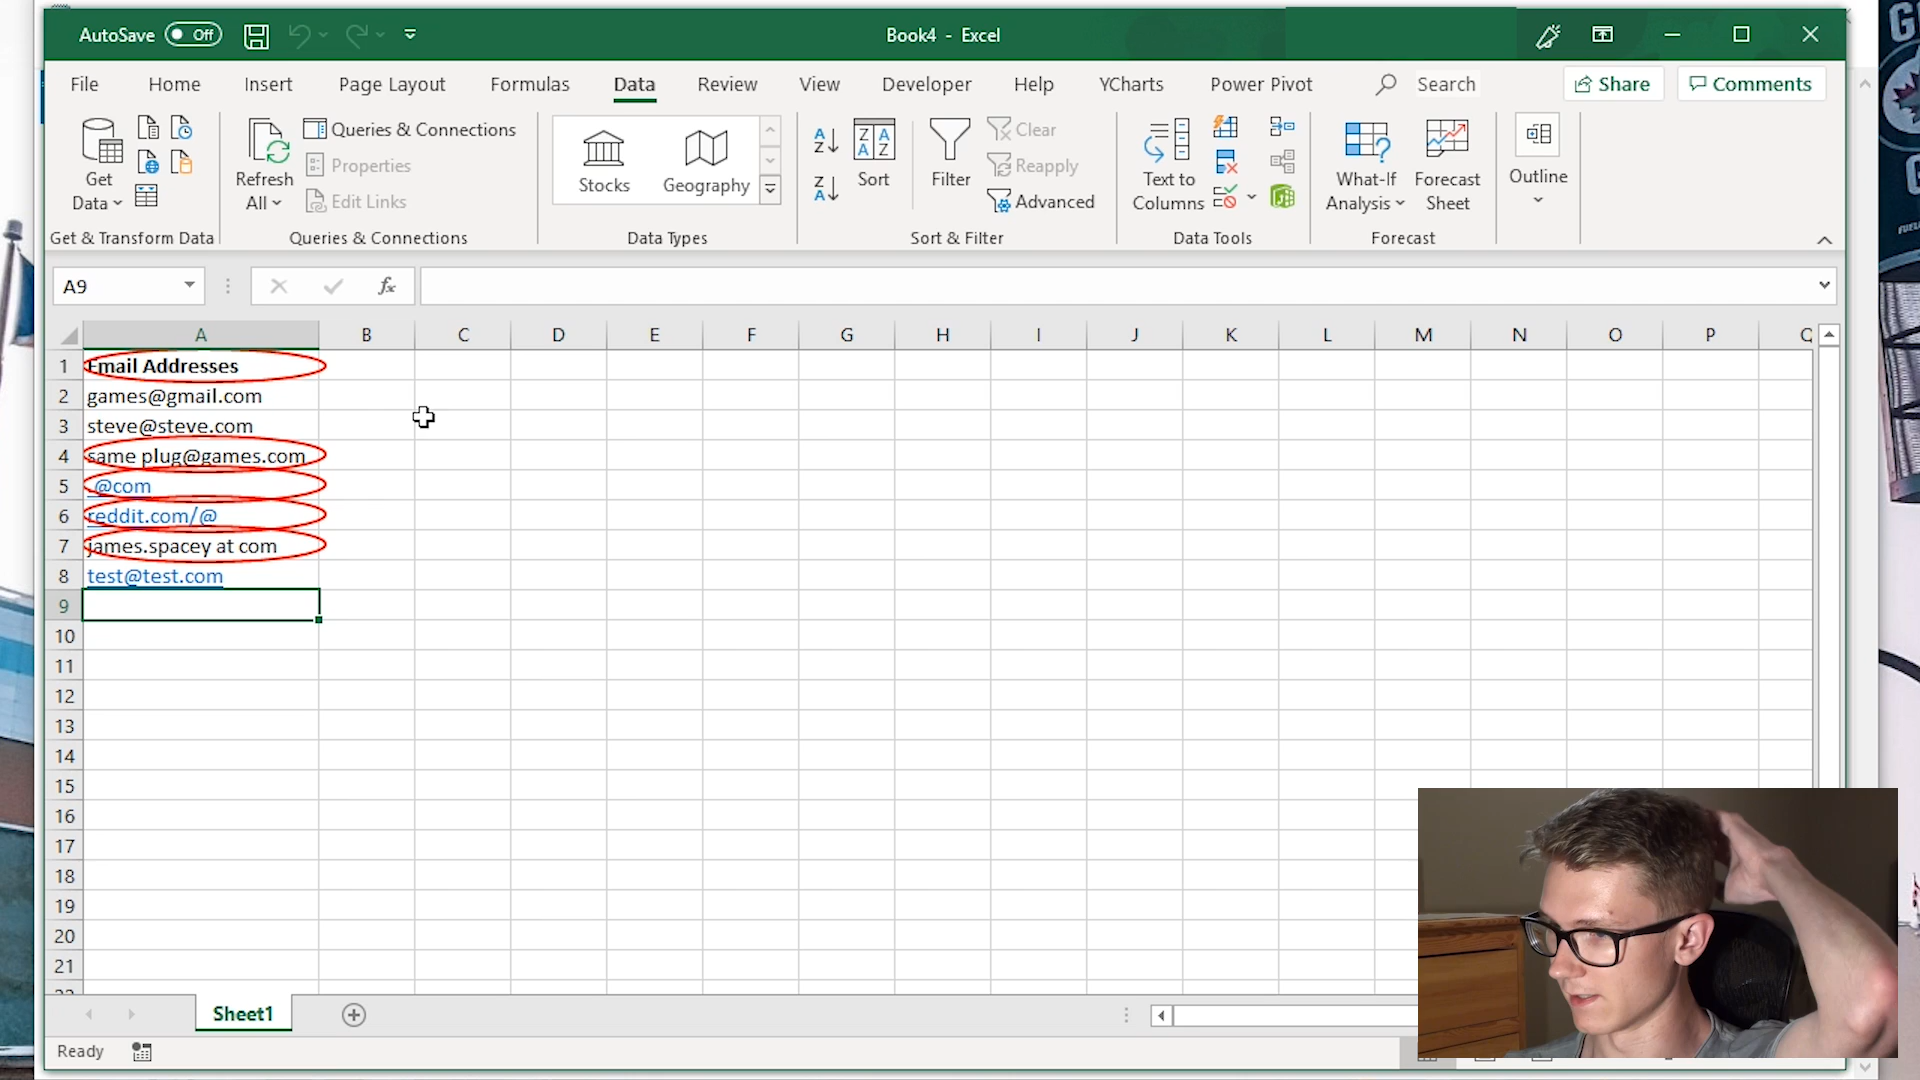 AutoSave Off Book4 - Excel
File Home Insert Page Layout Formulas Data Review View Developer Help YCharts Power Pivot Search Share Comments
Get Data
Refresh All
Queries & Connections
Properties
Edit Links
Stocks
Geography
A Z
Z A
Z A A Z
Sort
Filter
Clear
Reapply
Advanced
Text to Columns
What-If Analysis
Forecast Sheet
Outline
Get & Transform Data Queries & Connections Data Types Sort & Filter Data Tools Forecast
A9 fx
A B C D E F G H I J K L M N O P Q
1 Email Addresses
2 games@gmail.com
3 steve@steve.com
4 same plug@games.com
5 .@com
6 reddit.com/@
7 james.spacey at com
8 test@test.com
9
10
11
12
13
14
15
16
17
18
19
20
21
22
Sheet1
Ready